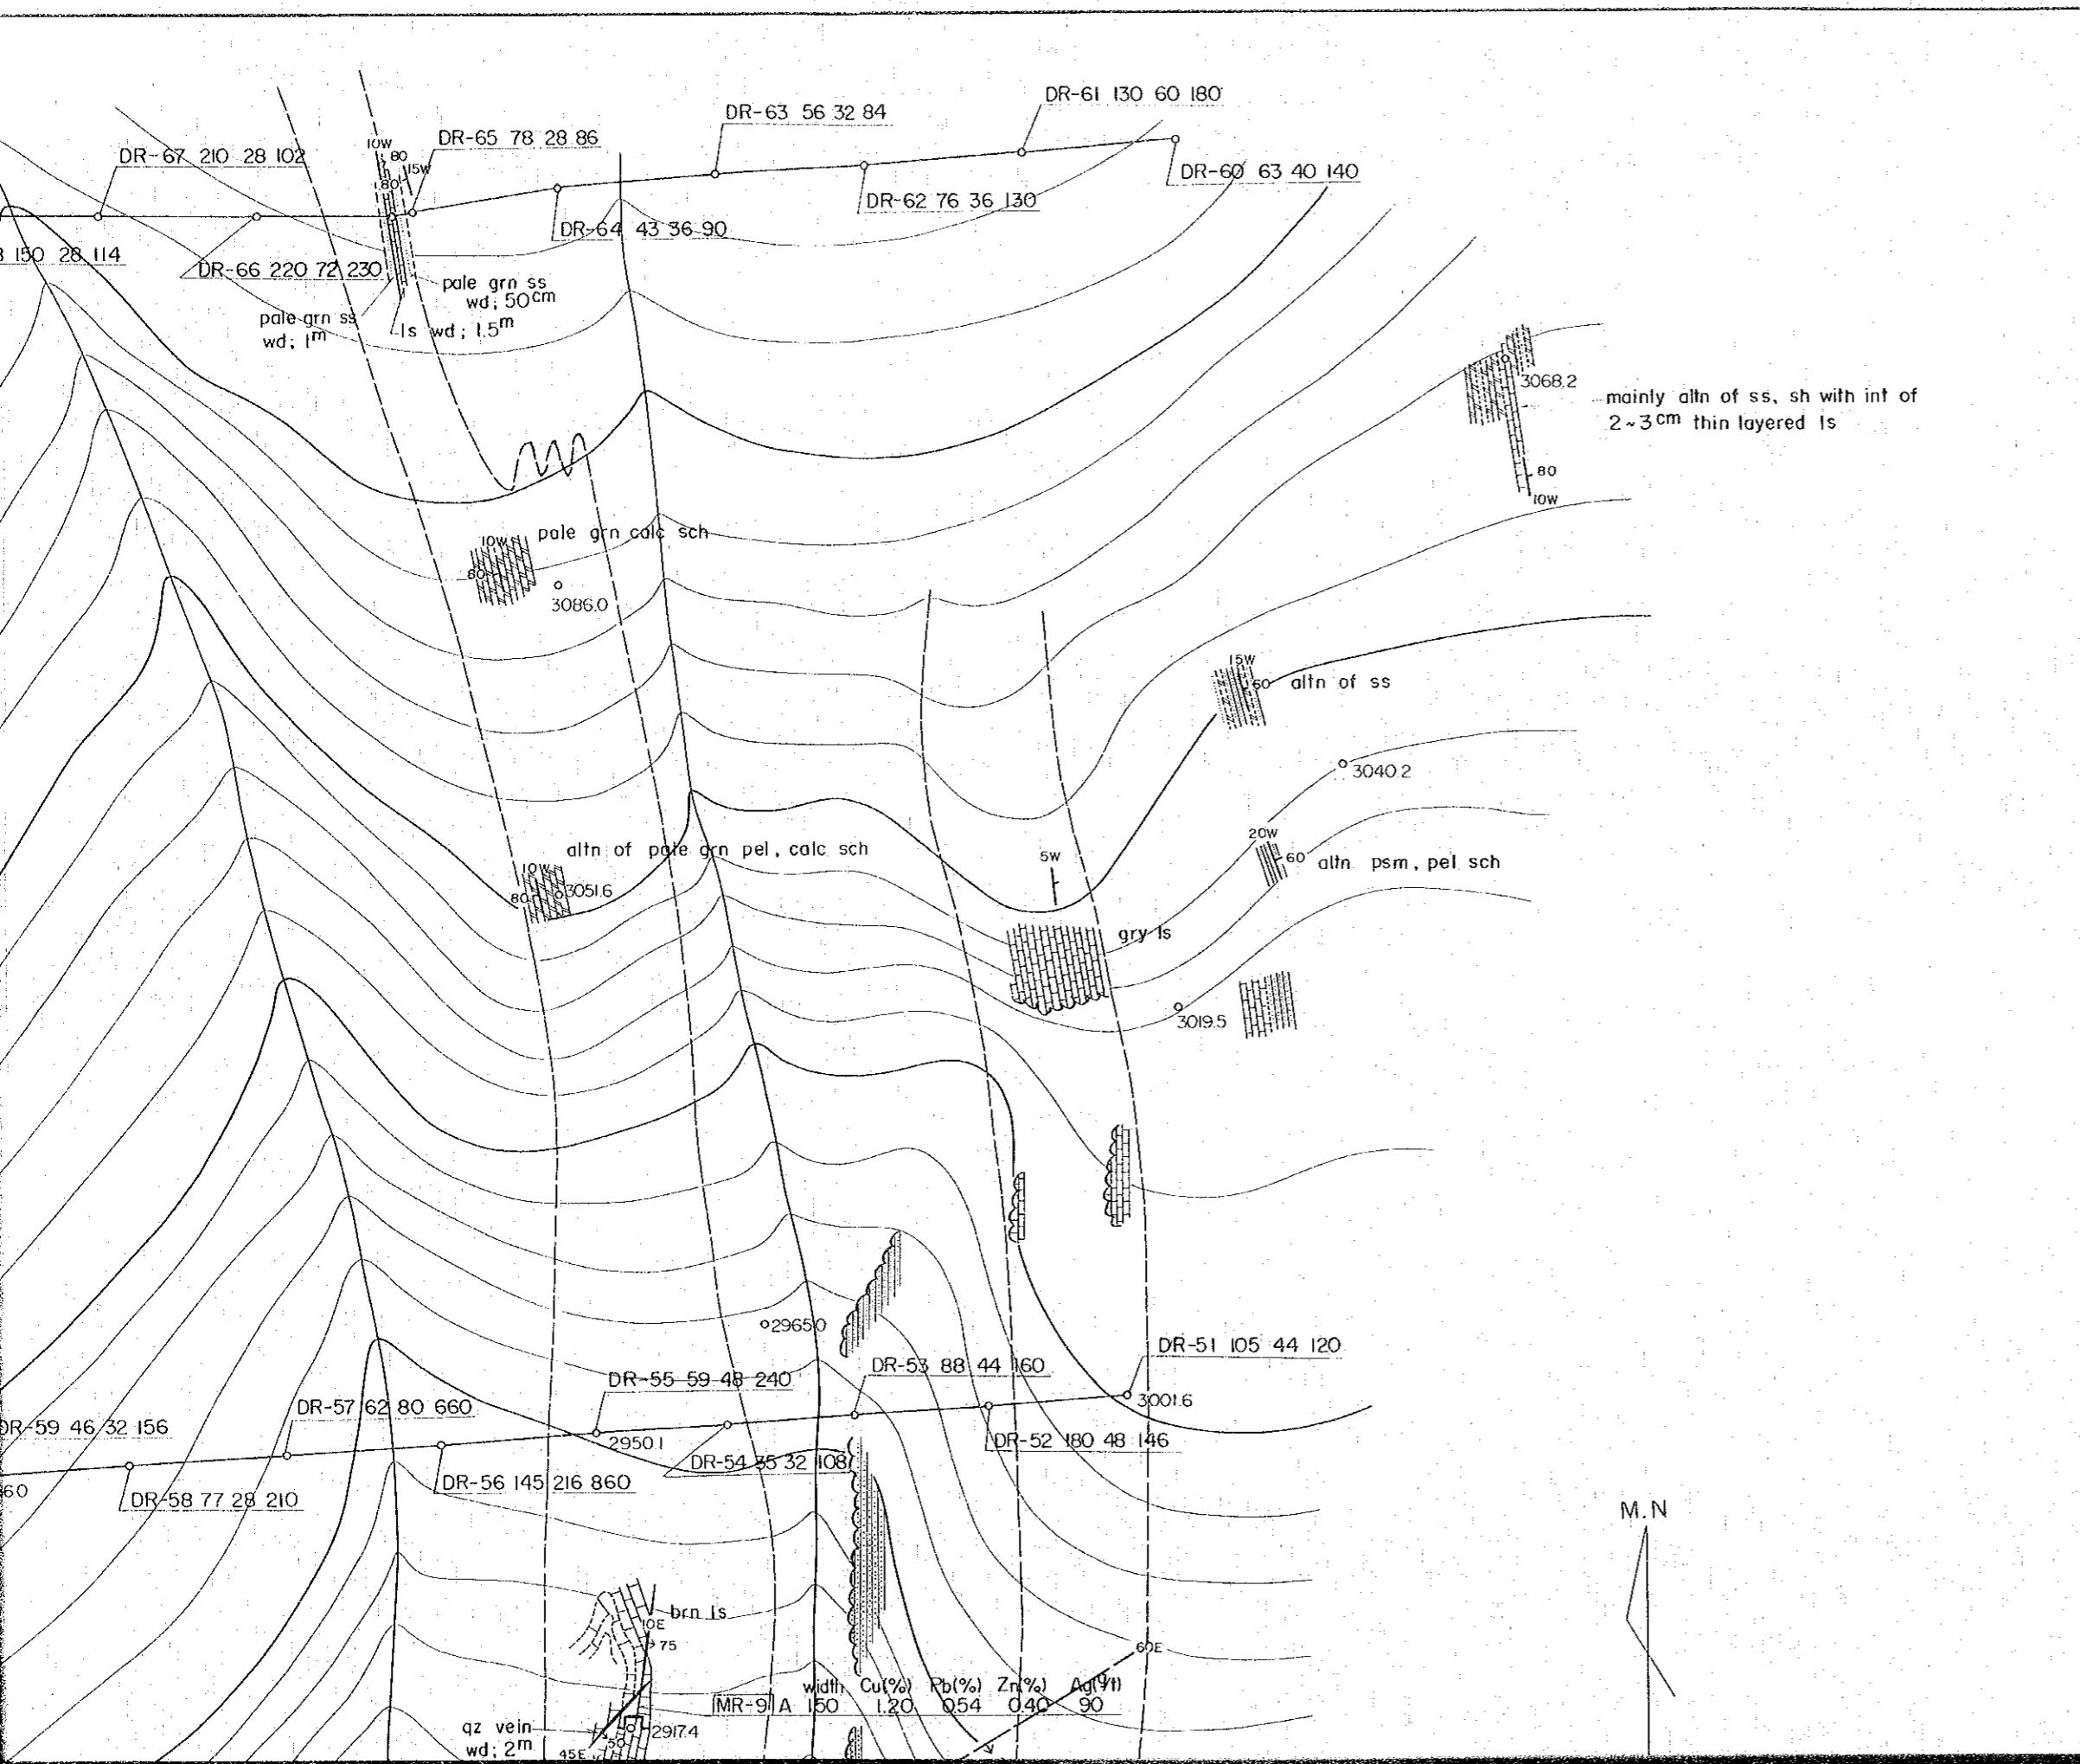 DR-61 130 60 180
DR-63 56 32 84
DR-65 78 28 86
10W
80
DR-67 210 28 102
15W
80
DR-60 63 40 140
DR-62 76 36 130
DR-64 43 36 90
150 28 114
DR-66 220 72 230
pale grn ss
wd; 50cm
pale grn ss
wd; 1m
ls wd; 1.5m
3068.2
mainly altn of ss, sh with int of
2~3cm thin layered ls
80
10W
pale grn calc sch
10W
80
3086.0
15W
60
altn of ss
3040.2
20W
60
altn psm, pel sch
altn of pale grn pel, calc sch
5W
10W
80
3051.6
gry ls
3019.5
29650
DR-51 105 44 120
DR-53 88 44 160
DR-55 59 48 240
3001.6
DR-57 62 80 660
DR-59 46 32 156
2950.1
DR-52 180 48 146
DR-54 35 32 108
DR-56 145 216 860
6.0
DR-58 77 28 210
M.N
brn ls
10E
75
60E
width Cu(%) Pb(%) Zn(%) Ag(g/t)
MR-91A 150 1.20 0.54 0.40 90
qz vein
wd; 2m
2917.4
50
45E